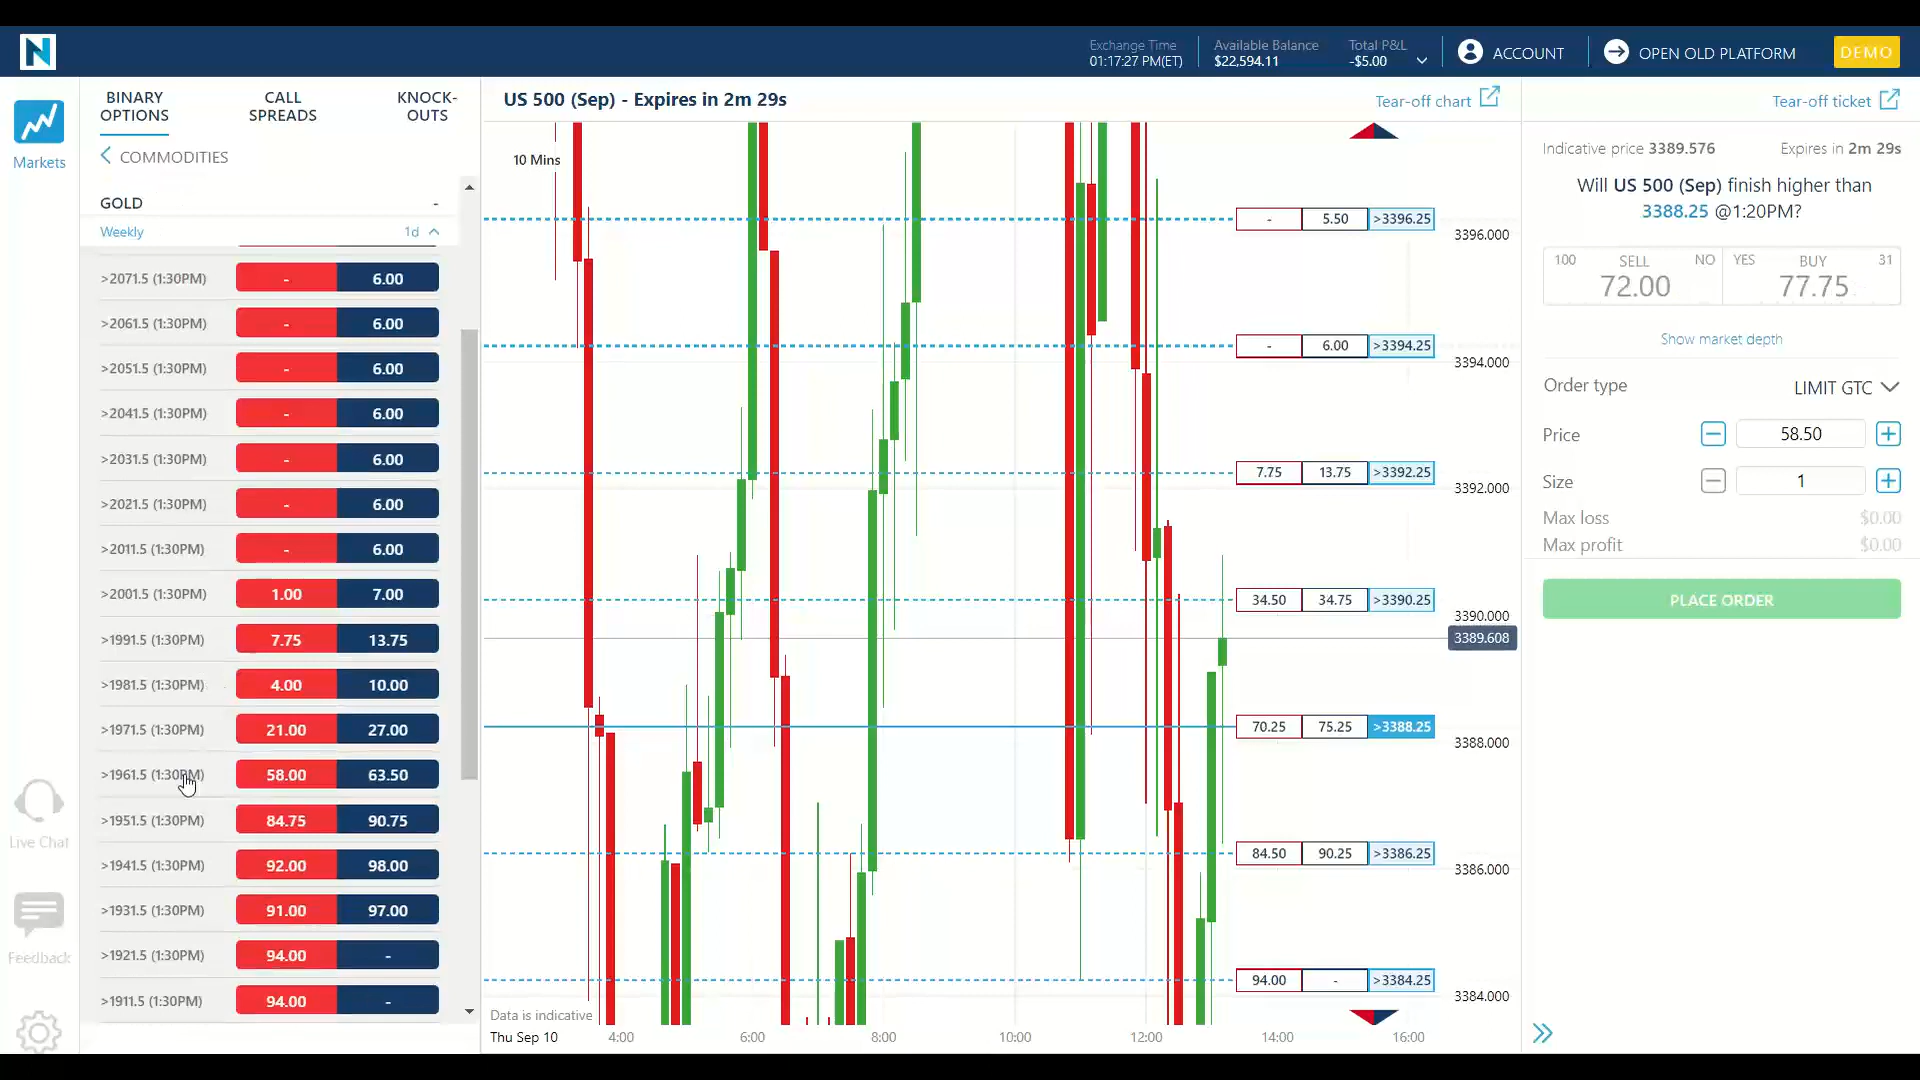 N
Exchange Time
01:17:27 PM(ET)
Available Balance
$22,594.11
Total P&L
-$5.00
ACCOUNT
OPEN OLD PLATFORM
DEMO
Markets
Live Chat
Feedback
BINARY OPTIONS
CALL SPREADS
KNOCK-OUTS
COMMODITIES
GOLD -
Weekly 1d
>2071.5 (1:30PM) - 6.00
>2061.5 (1:30PM) - 6.00
>2051.5 (1:30PM) - 6.00
>2041.5 (1:30PM) - 6.00
>2031.5 (1:30PM) - 6.00
>2021.5 (1:30PM) - 6.00
>2011.5 (1:30PM) - 6.00
>2001.5 (1:30PM) 1.00 7.00
>1991.5 (1:30PM) 7.75 13.75
>1981.5 (1:30PM) 4.00 10.00
>1971.5 (1:30PM) 21.00 27.00
>1961.5 (1:30PM) 58.00 63.50
>1951.5 (1:30PM) 84.75 90.75
>1941.5 (1:30PM) 92.00 98.00
>1931.5 (1:30PM) 91.00 97.00
>1921.5 (1:30PM) 94.00 -
>1911.5 (1:30PM) 94.00 -
US 500 (Sep) - Expires in 2m 29s
Tear-off chart
10 Mins
- 5.50 >3396.25
3396.000
- 6.00 >3394.25
3394.000
7.75 13.75 >3392.25
3392.000
34.50 34.75 >3390.25
3390.000
3389.608
70.25 75.25 >3388.25
3388.000
84.50 90.25 >3386.25
3386.000
94.00 - >3384.25
3384.000
Data is indicative
Thu Sep 10 4:00 6:00 8:00 10:00 12:00 14:00 16:00
Tear-off ticket
Indicative price 3389.576 Expires in 2m 29s
Will US 500 (Sep) finish higher than
3388.25 @1:20PM?
100 SELL NO YES BUY 31
72.00 77.75
Show market depth
Order type LIMIT GTC
Price 58.50
Size 1
Max loss $0.00
Max profit $0.00
PLACE ORDER